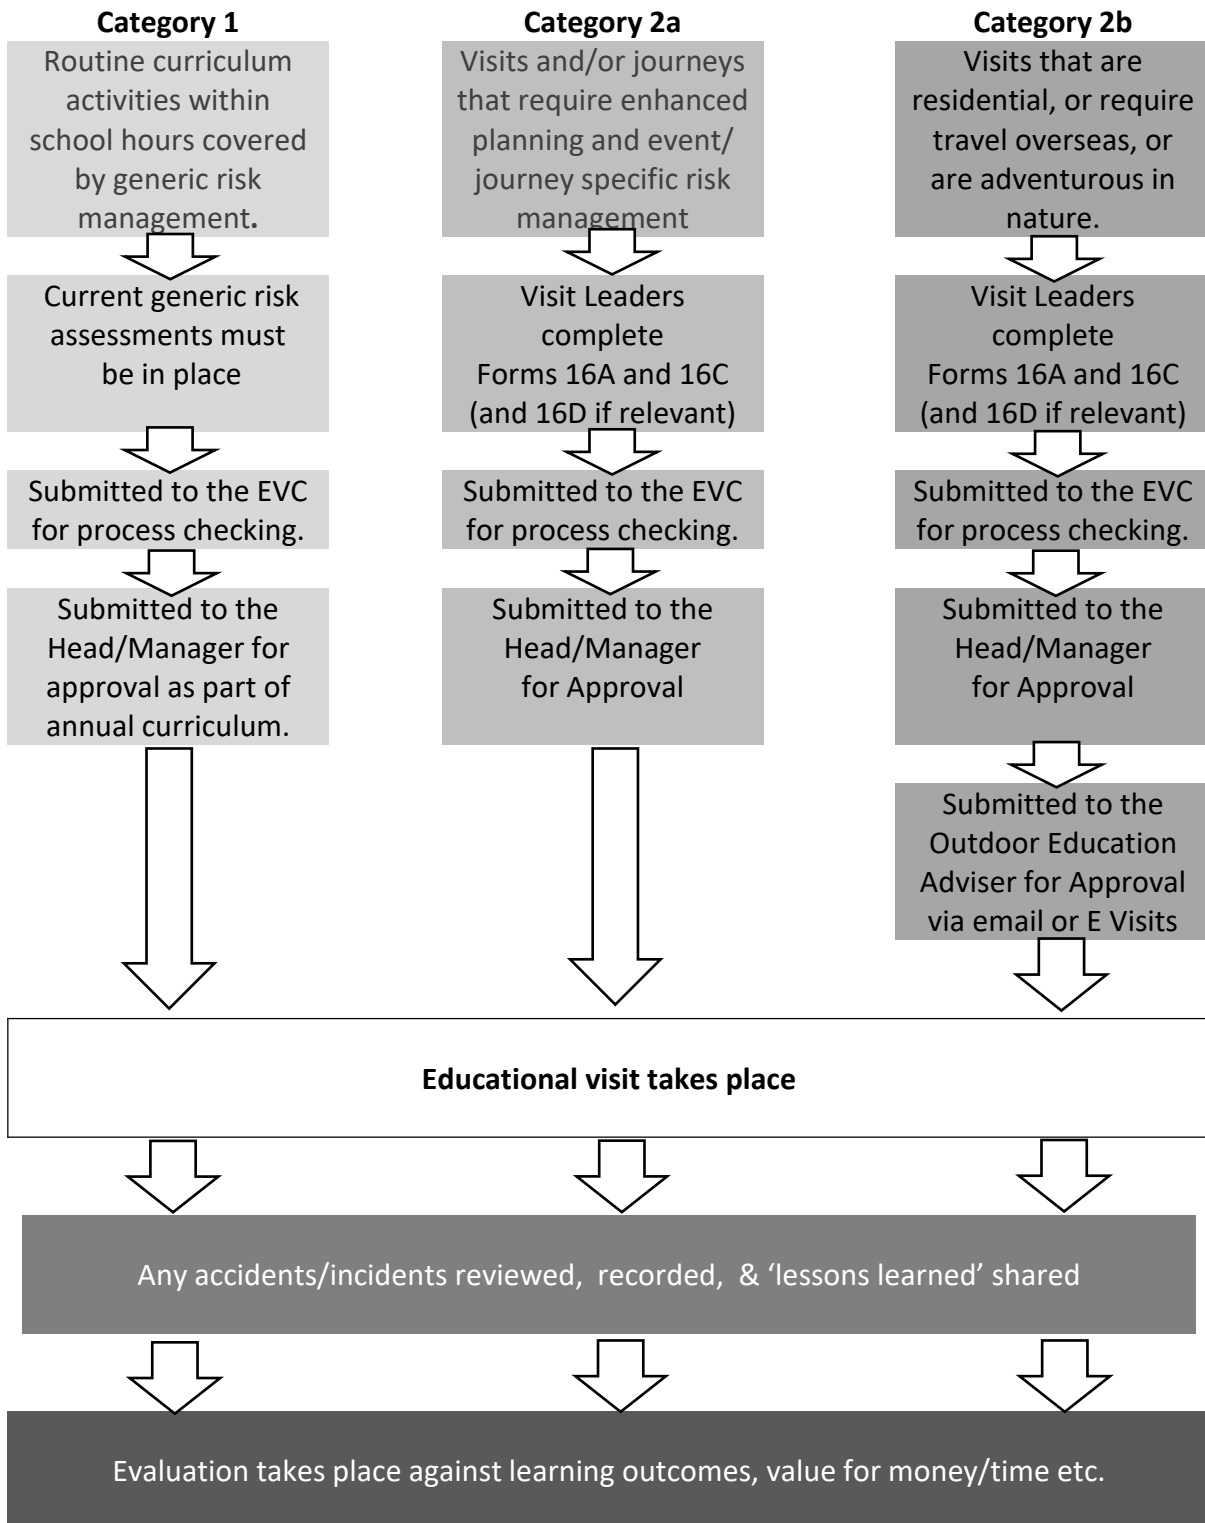 Category 1
Routine curriculum
activities within
school hours covered
by generic risk
management.
Current generic risk
assessments must
be in place
Submitted to the EVC
for process checking.
Submitted to the
Head/Manager for
approval as part of
annual curriculum.
Category 2a
Visits and/or journeys
that require enhanced
planning and event/
journey specific risk
management
Visit Leaders
complete
Forms 16A and 16C
(and 16D if relevant)
Submitted to the EVC
for process checking.
Submitted to the
Head/Manager
for Approval
Category 2b
Visits that are
residential, or require
travel overseas, or
are adventurous in
nature.
Visit Leaders
complete
Forms 16A and 16C
(and 16D if relevant)
Submitted to the EVC
for process checking.
Submitted to the
Head/Manager
for Approval
Submitted to the
Outdoor Education
Adviser for Approval
via email or E Visits
Educational visit takes place
Any accidents/incidents reviewed, recorded, & ‘lessons learned’ shared
Evaluation takes place against learning outcomes, value for money/time etc.